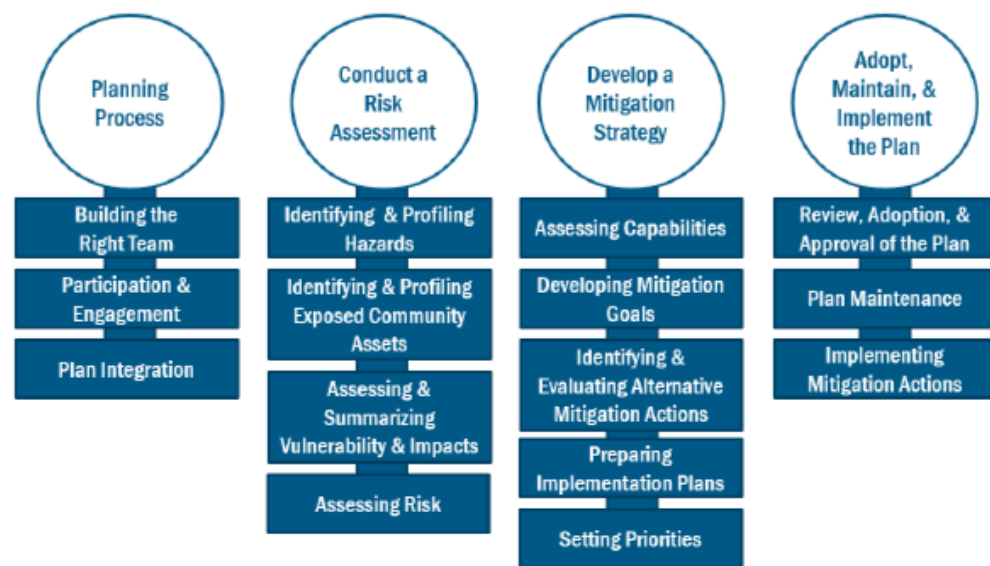 Planning
Process
Building the
Right Team
Participation &
Engagement
Plan Integration
Conduct a
Risk
Assessment
Identifying & Profiling
Hazards
Identifying & Profiling
Exposed Community
Assets
Assessing &
Summarizing
Vulnerability & Impacts
Assessing Risk
Develop a
Mitigation
Strategy
Assessing Capabilities
Developing Mitigation
Goals
Identifying &
Evaluating Alternative
Mitigation Actions
Preparing
Implementation Plans
Setting Priorities
Adopt,
Maintain, &
Implement
the Plan
Review, Adoption, &
Approval of the Plan
Plan Maintenance
Implementing
Mitigation Actions